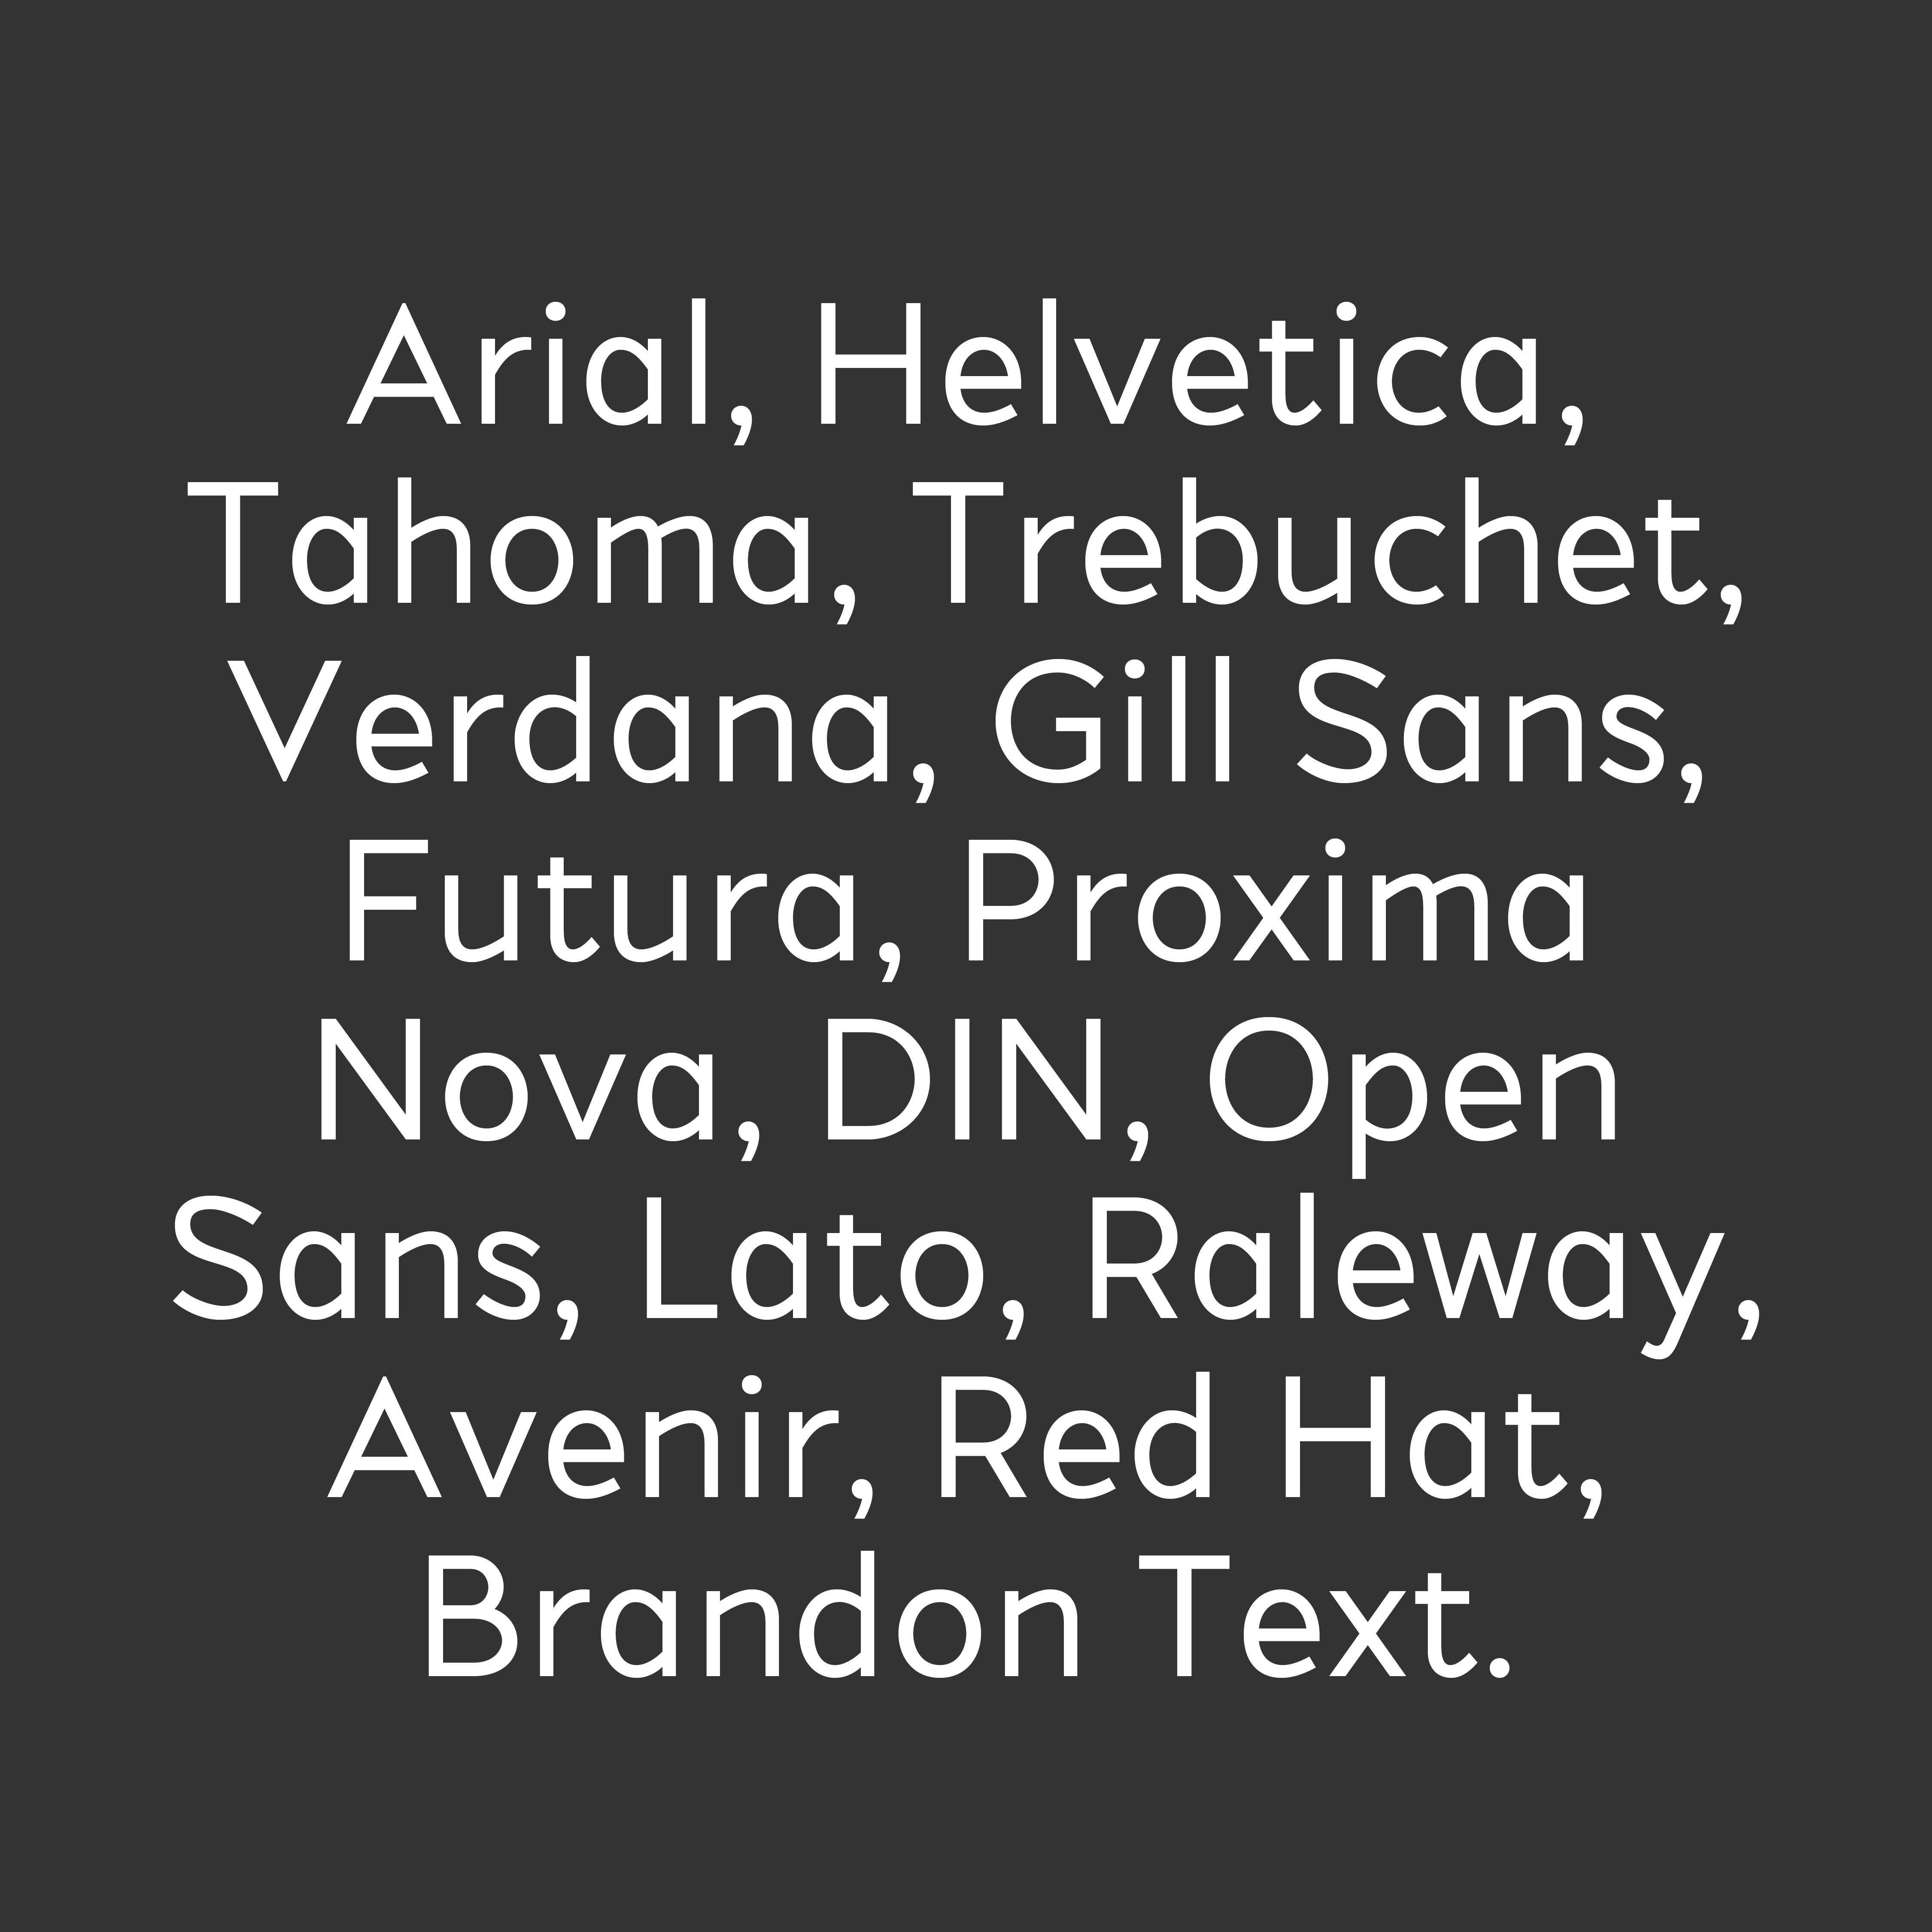 Arial, Helvetica,
Tahoma, Trebuchet,
Verdana, Gill Sans,
Futura, Proxima
Nova, DIN, Open
Sans, Lato, Raleway,
Avenir, Red Hat,
Brandon Text.